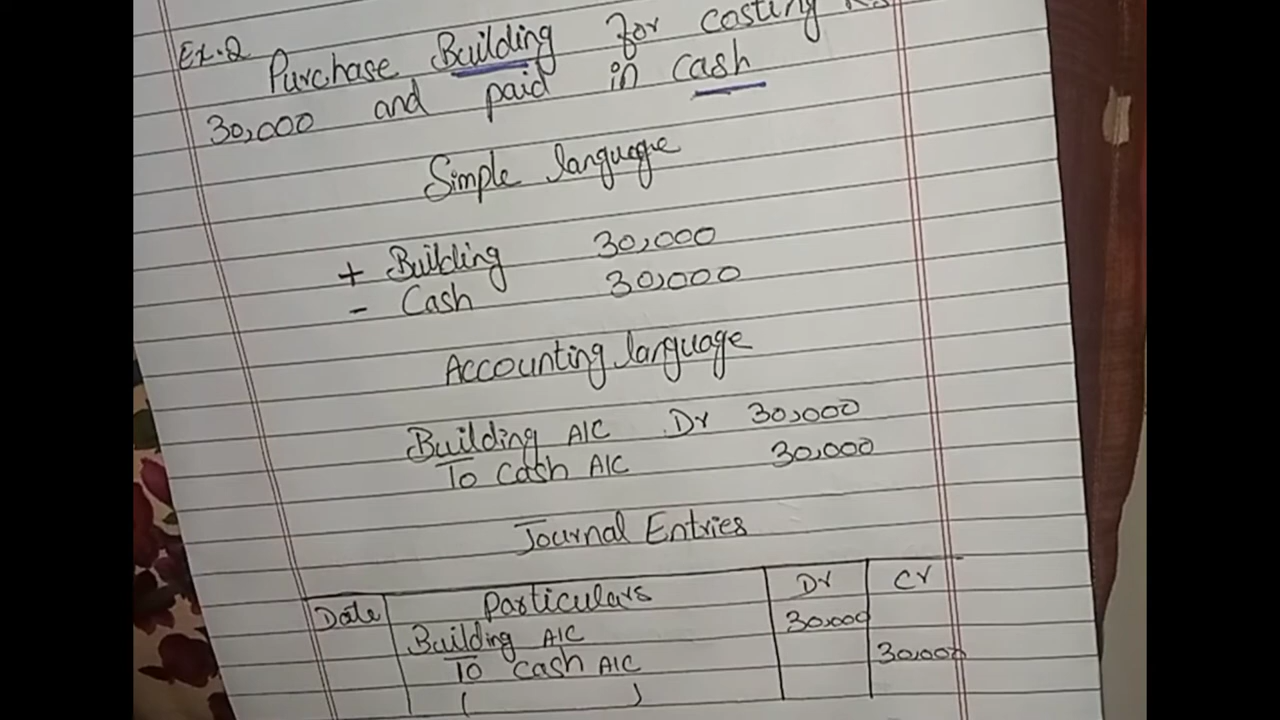 Ex.2
Purchase Building for costing Rs
30,000 and paid in cash
Simple language
+ Building 30,000
- Cash 30,000
Accounting language
Building A/C Dr 30,000
To Cash A/C 30,000
Journal Entries
Date Particulars Dr Cr
Building A/C 30,000
To Cash A/C 30,000
( )